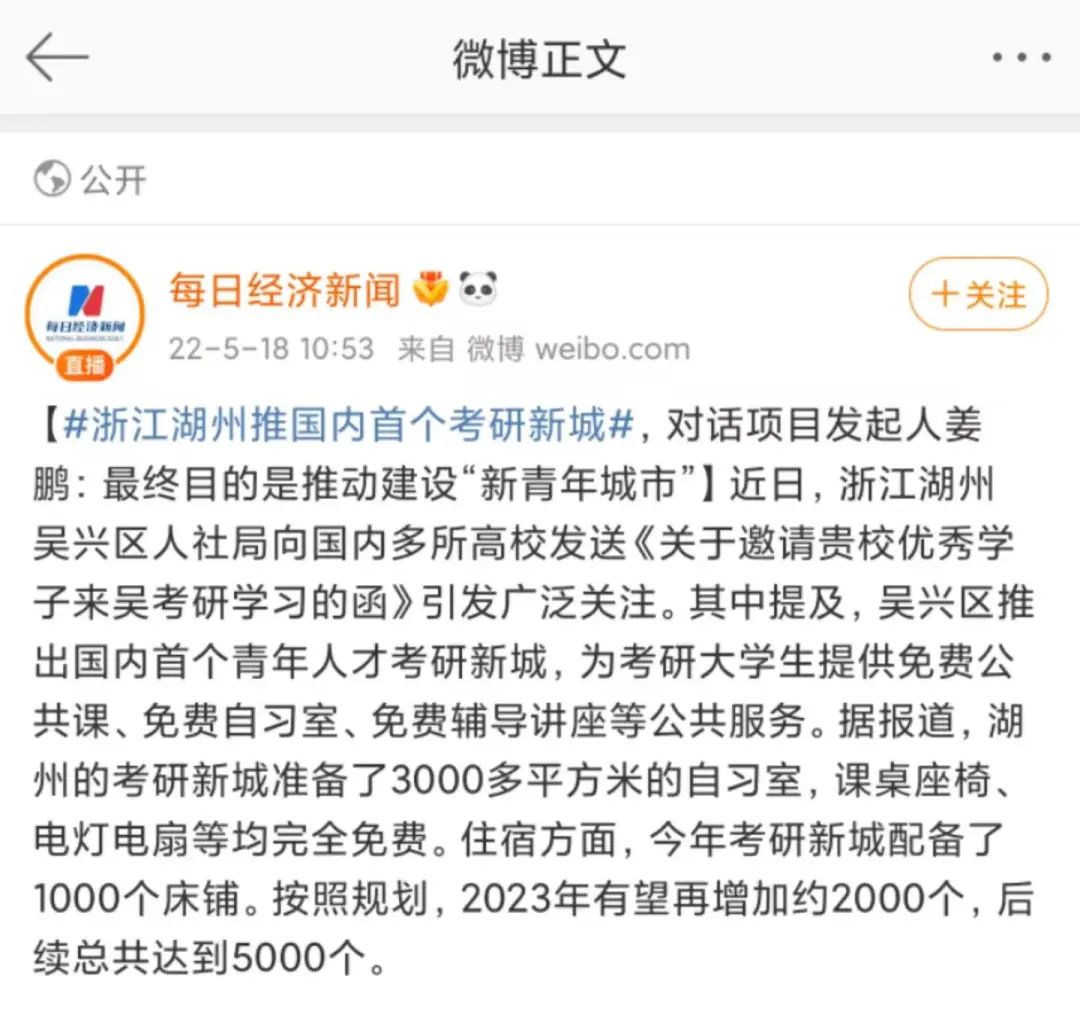 微博正文
公开
每日经济新闻
每日经济新闻
直播
22-5-18 10:53 来自 微博 weibo.com
+关注
【#浙江湖州推国内首个考研新城#，对话项目发起人姜
鹏：最终目的是推动建设“新青年城市”】近日，浙江湖州
吴兴区人社局向国内多所高校发送《关于邀请贵校优秀学
子来吴考研学习的函》引发广泛关注。其中提及，吴兴区推
出国内首个青年人才考研新城，为考研大学生提供免费公
共课、免费自习室、免费辅导讲座等公共服务。据报道，湖
州的考研新城准备了3000多平方米的自习室，课桌座椅、
电灯电扇等均完全免费。住宿方面，今年考研新城配备了
1000个床铺。按照规划，2023年有望再增加约2000个，后
续总共达到5000个。